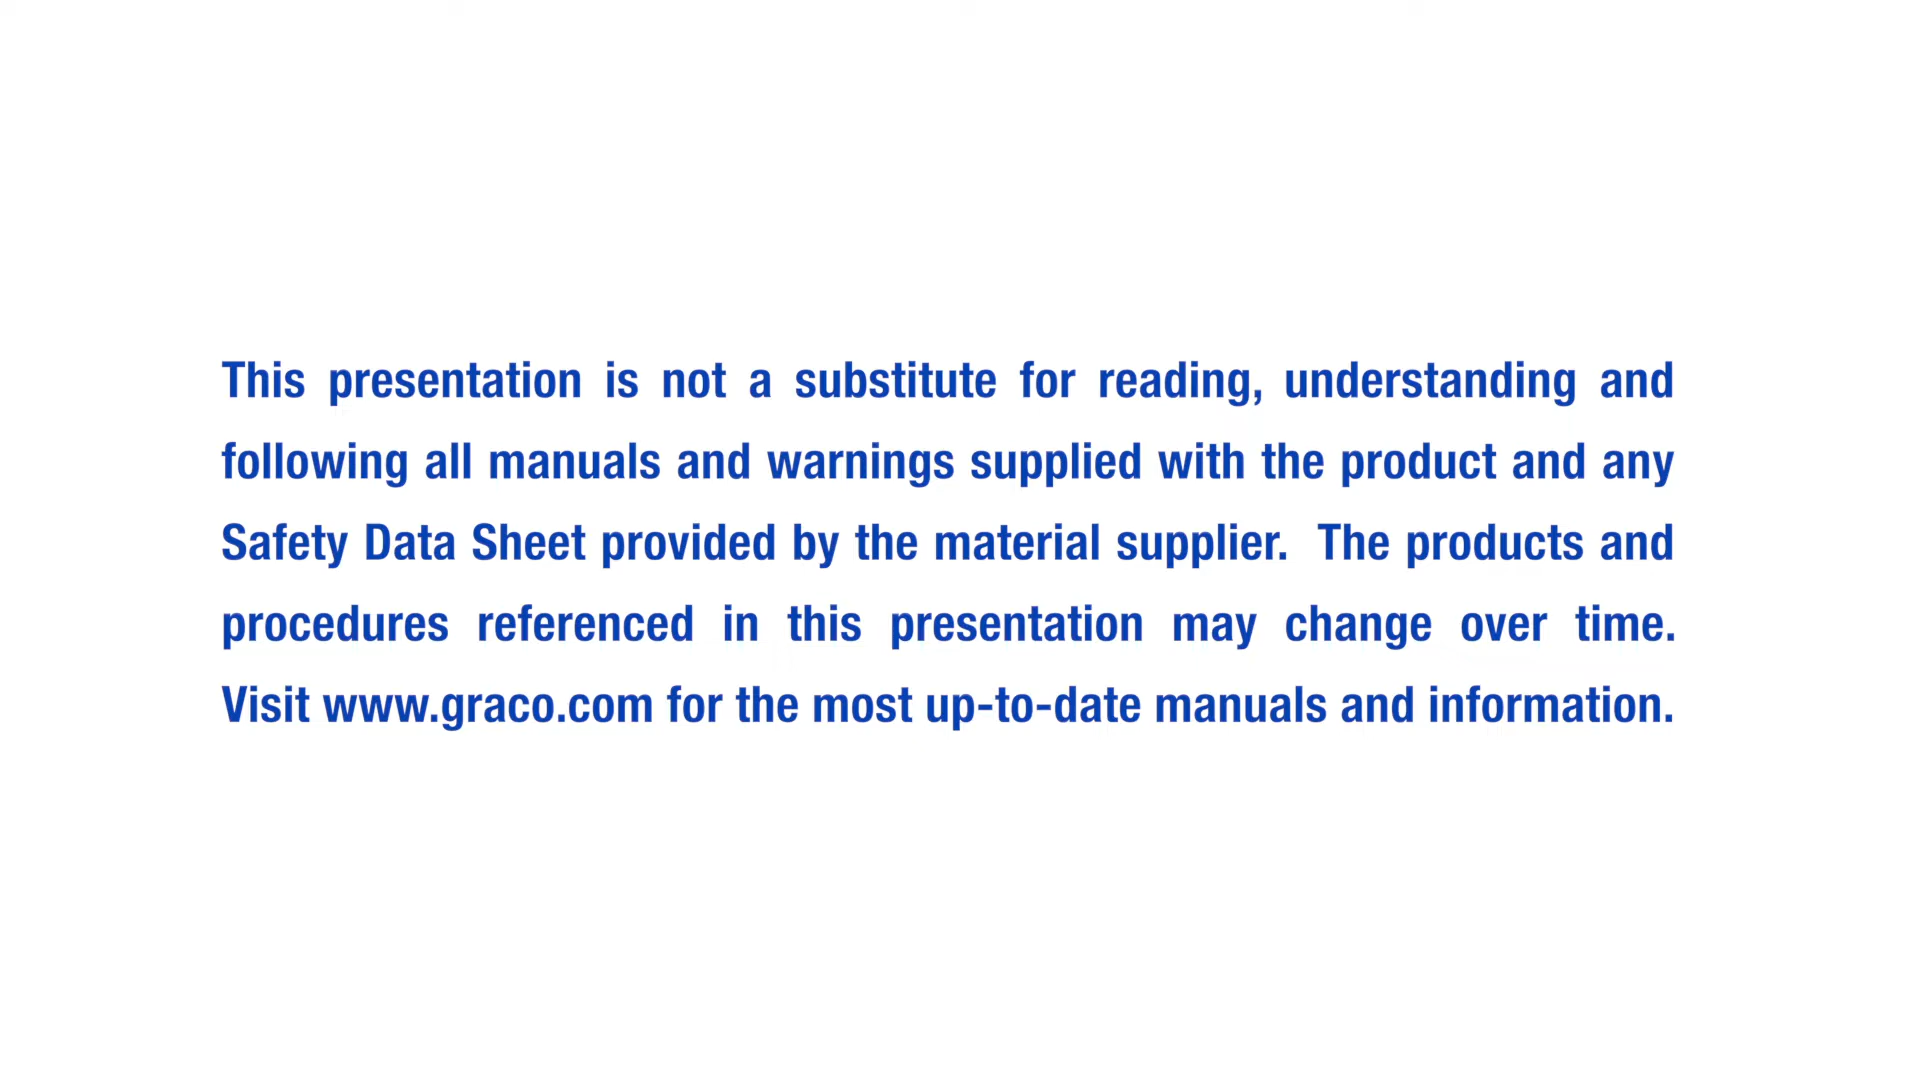 This presentation is not a substitute for reading, understanding and
following all manuals and warnings supplied with the product and any
Safety Data Sheet provided by the material supplier.  The products and
procedures referenced in this presentation may change over time.
Visit www.graco.com for the most up-to-date manuals and information.